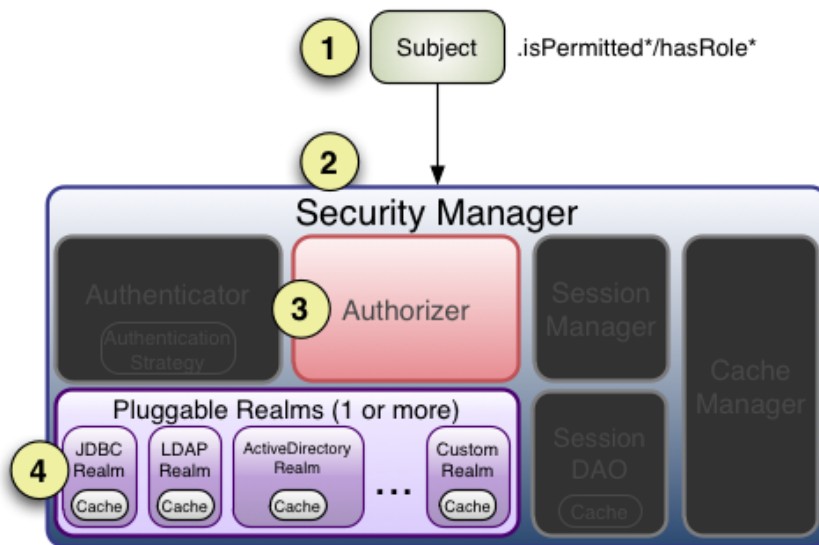 1
Subject
.isPermitted*/hasRole*
2
Security Manager
Authenticator
Authentication
Strategy
3
Authorizer
Session
Manager
Cache
Manager
Pluggable Realms (1 or more)
4
JDBC
Realm
Cache
LDAP
Realm
Cache
ActiveDirectory
Realm
Cache
...
Custom
Realm
Cache
Session
DAO
Cache